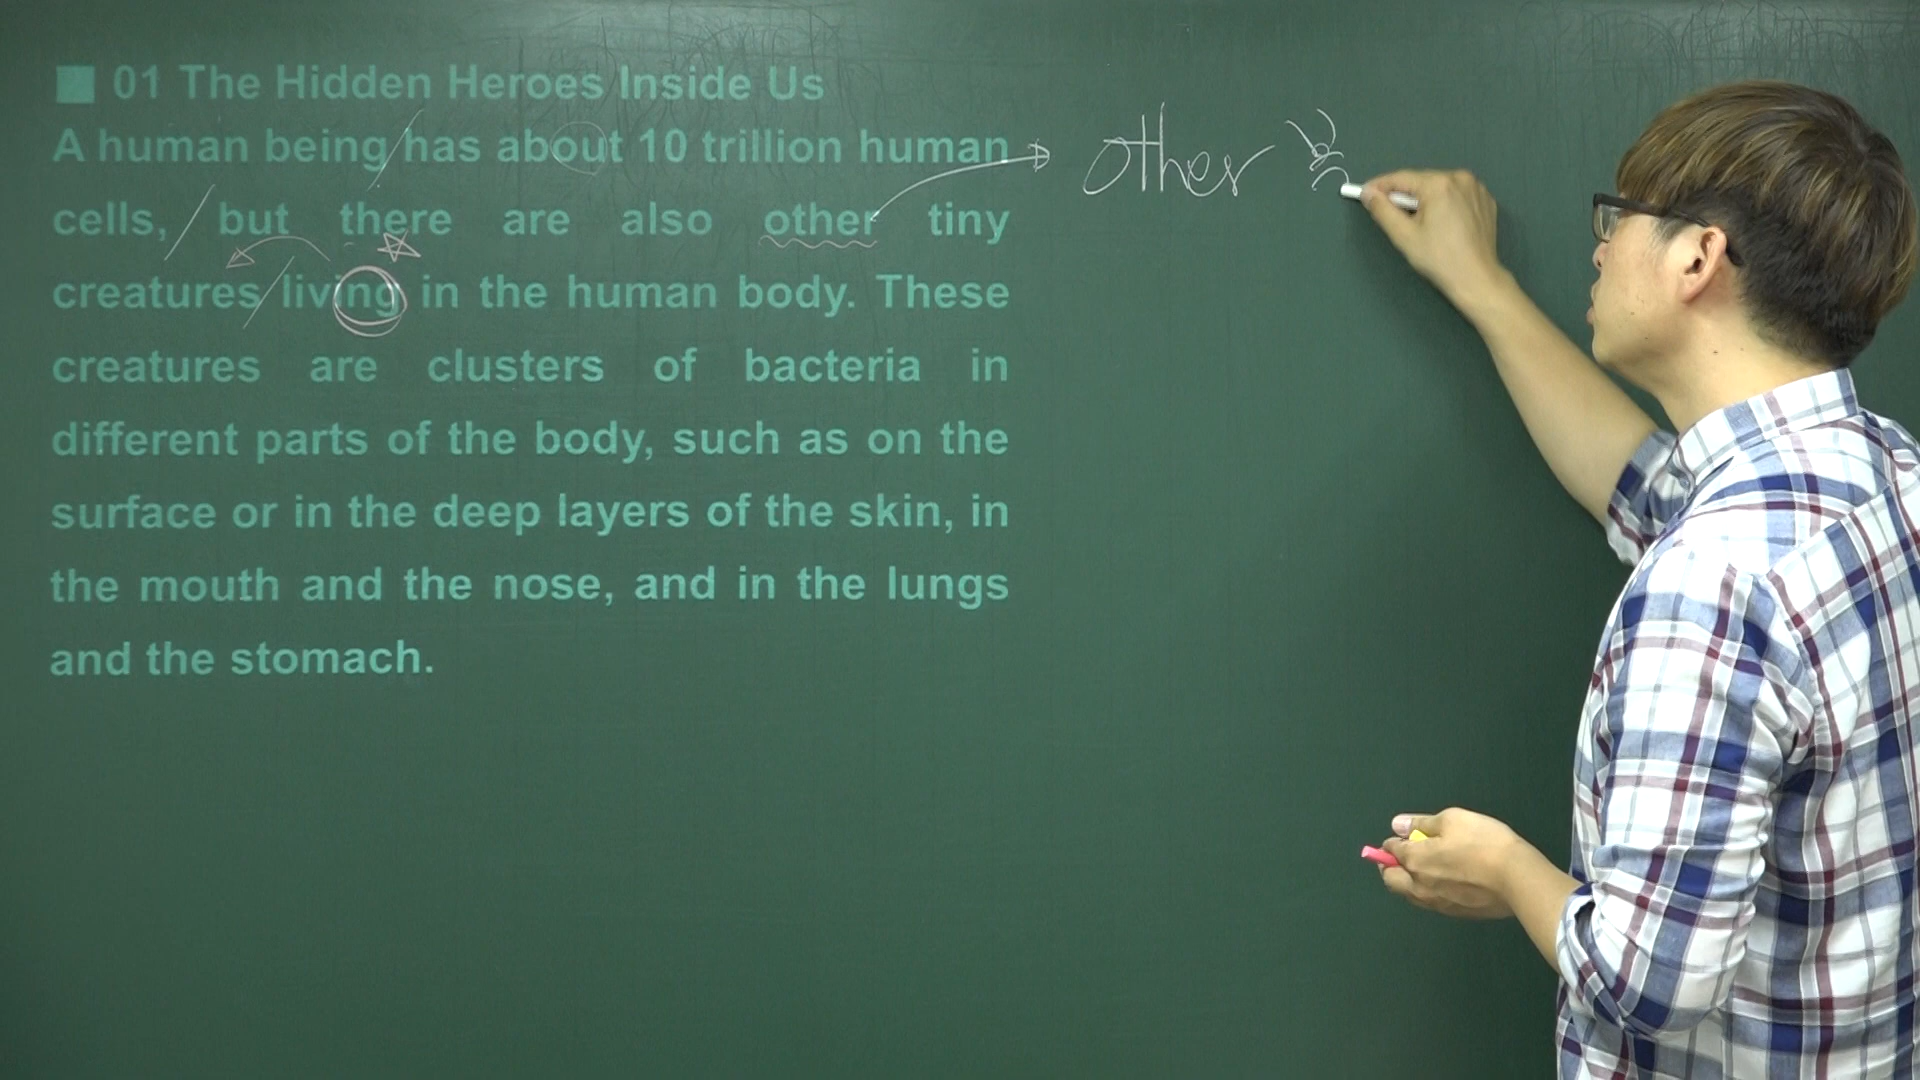 ■ 01 The Hidden Heroes Inside Us
A human being has about 10 trillion human
cells, but there are also other tiny
creatures living in the human body. These
creatures are clusters of bacteria in
different parts of the body, such as on the
surface or in the deep layers of the skin, in
the mouth and the nose, and in the lungs
and the stomach.
other